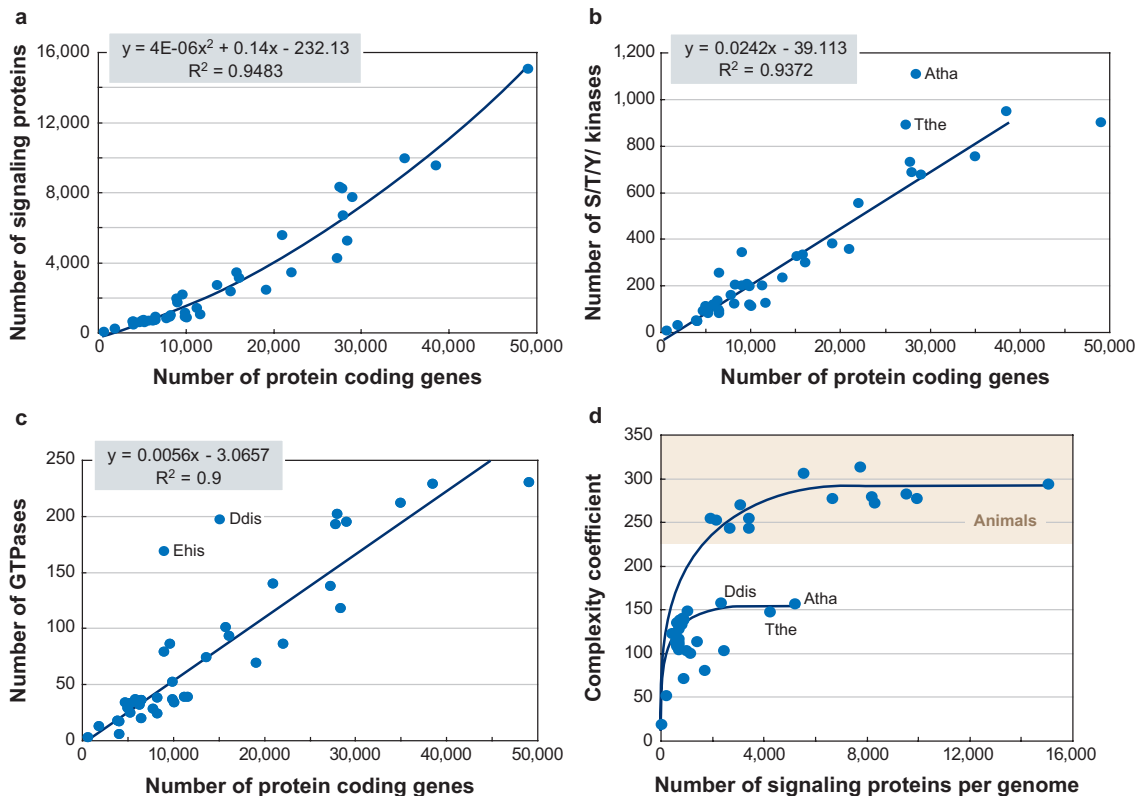 a
y = 4E-06x² + 0.14x - 232.13
R² = 0.9483
Number of signaling proteins
16,000
12,000
8,000
4,000
0
0
10,000
20,000
30,000
40,000
50,000
Number of protein coding genes
b
y = 0.0242x - 39.113
R² = 0.9372
Number of S/T/Y/ kinases
1,200
1,000
800
600
400
200
0
Atha
Tthe
0
10,000
20,000
30,000
40,000
50,000
Number of protein coding genes
c
y = 0.0056x - 3.0657
R² = 0.9
Number of GTPases
250
200
150
100
50
0
Ddis
Ehis
0
10,000
20,000
30,000
40,000
50,000
Number of protein coding genes
d
Complexity coefficient
350
300
250
200
150
100
50
0
Animals
Ddis
Atha
Tthe
0
4,000
8,000
12,000
16,000
Number of signaling proteins per genome